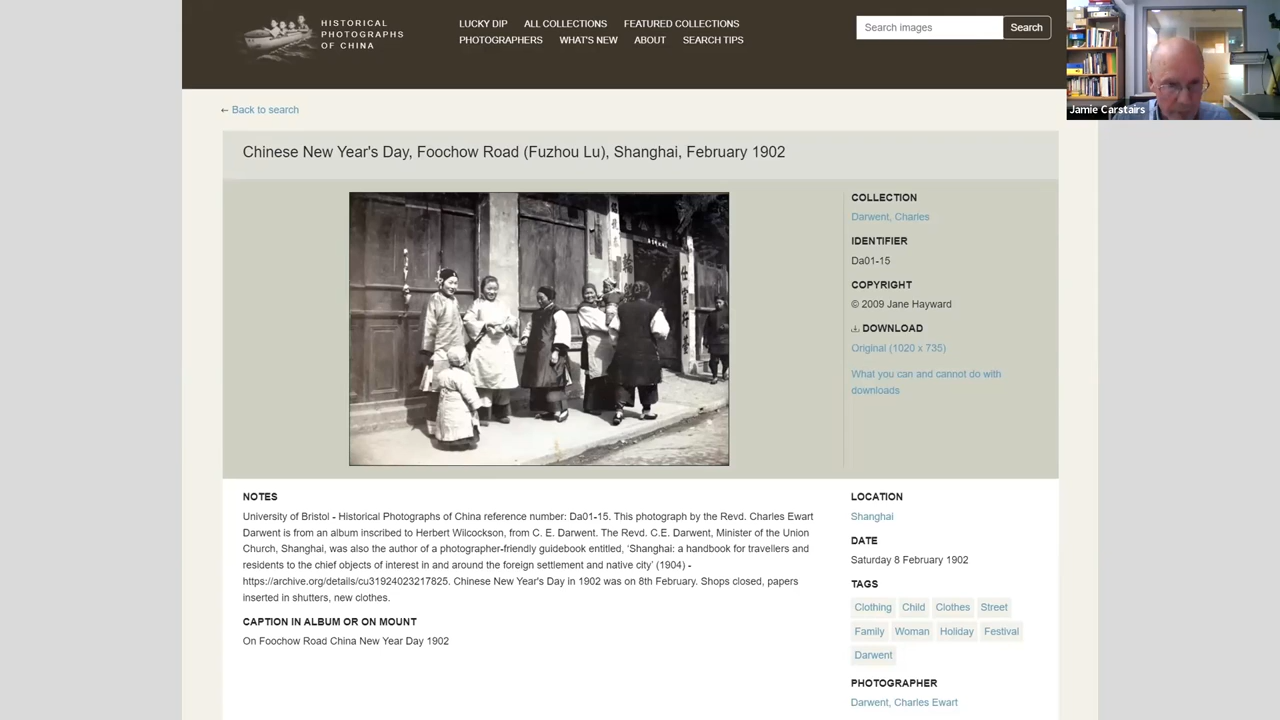 HISTORICAL
PHOTOGRAPHS
OF CHINA
LUCKY DIP ALL COLLECTIONS FEATURED COLLECTIONS
PHOTOGRAPHERS WHAT'S NEW ABOUT SEARCH TIPS
Search images Search
Jamie Carstairs
← Back to search
Chinese New Year's Day, Foochow Road (Fuzhou Lu), Shanghai, February 1902
COLLECTION
Darwent, Charles
IDENTIFIER
Da01-15
COPYRIGHT
© 2009 Jane Hayward
DOWNLOAD
Original (1020 x 735)
What you can and cannot do with
downloads
NOTES
University of Bristol - Historical Photographs of China reference number: Da01-15. This photograph by the Revd. Charles Ewart
Darwent is from an album inscribed to Herbert Wilcockson, from C. E. Darwent. The Revd. C.E. Darwent, Minister of the Union
Church, Shanghai, was also the author of a photographer-friendly guidebook entitled, 'Shanghai: a handbook for travellers and
residents to the chief objects of interest in and around the foreign settlement and native city' (1904) -
https://archive.org/details/cu31924023217825. Chinese New Year's Day in 1902 was on 8th February. Shops closed, papers
inserted in shutters, new clothes.
CAPTION IN ALBUM OR ON MOUNT
On Foochow Road China New Year Day 1902
LOCATION
Shanghai
DATE
Saturday 8 February 1902
TAGS
Clothing Child Clothes Street
Family Woman Holiday Festival
Darwent
PHOTOGRAPHER
Darwent, Charles Ewart